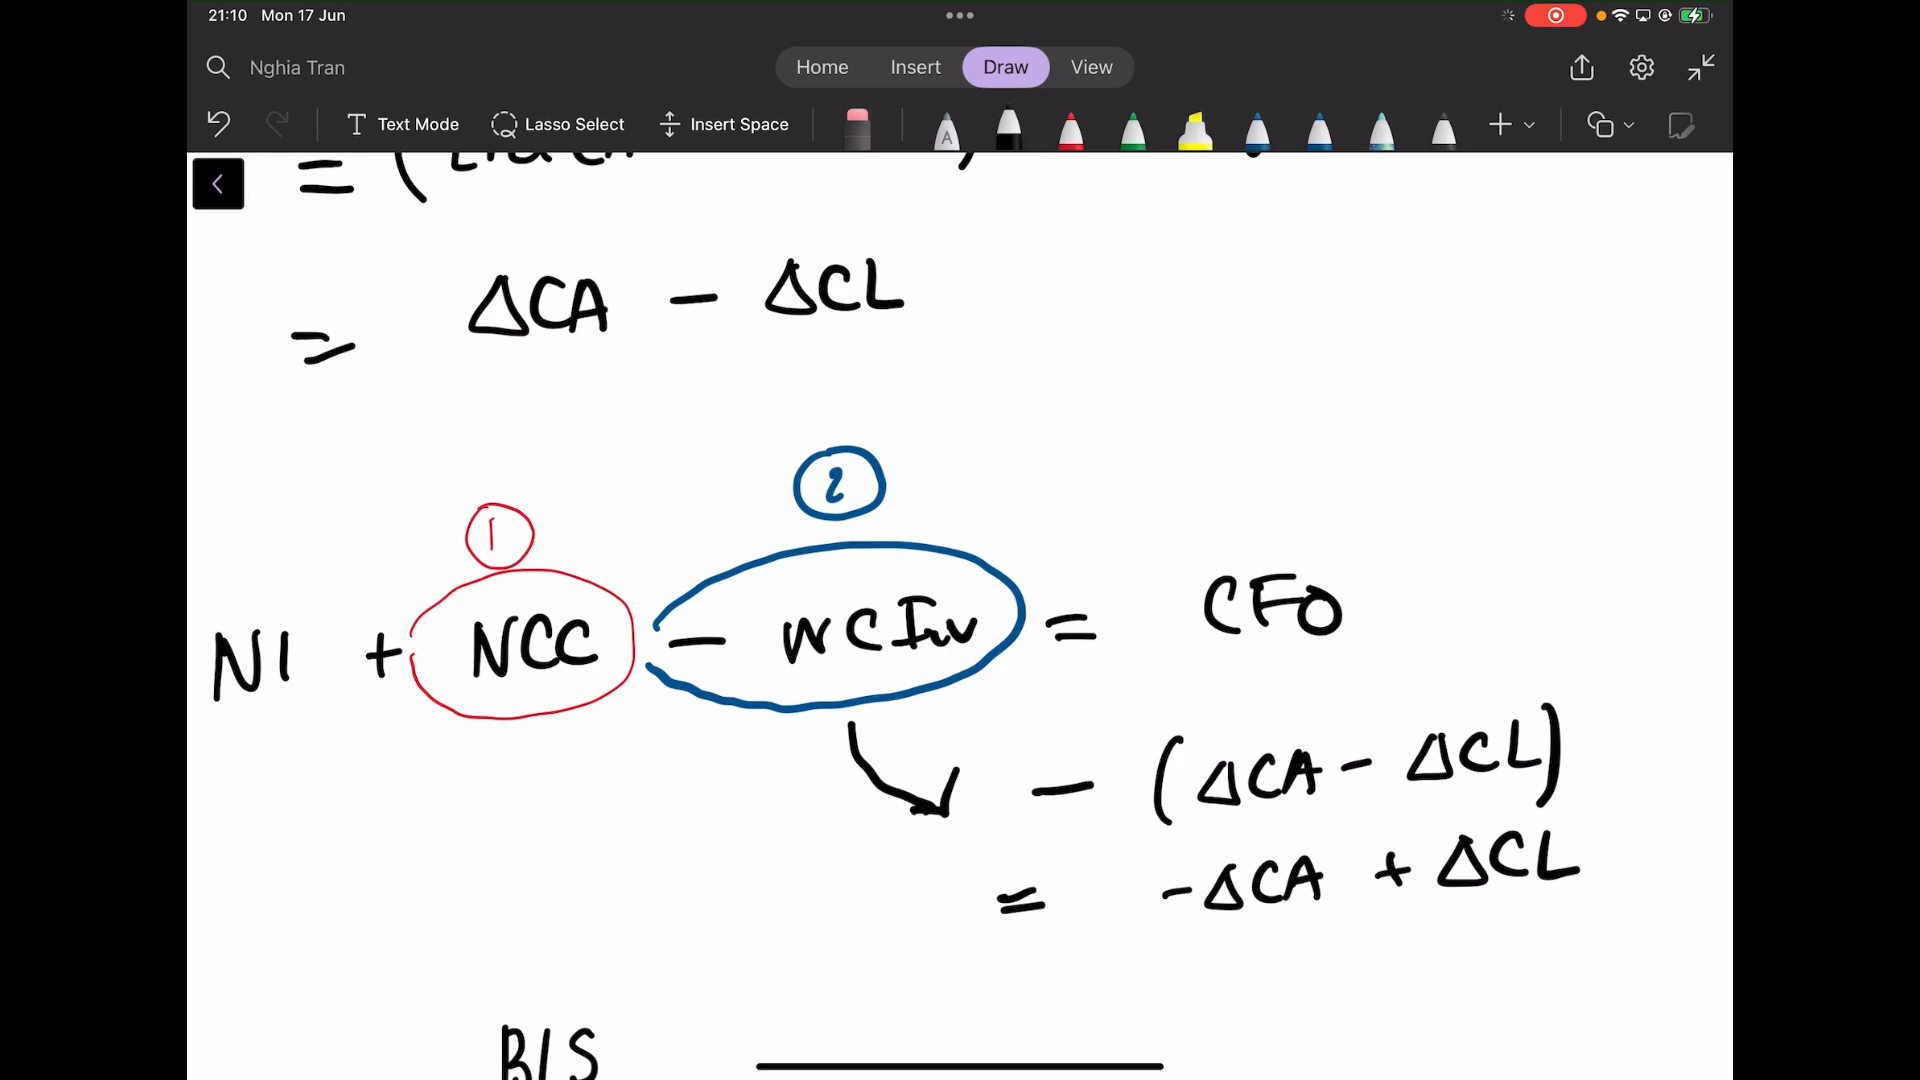 21:10 Mon 17 Jun
Nghia Tran
Home Insert Draw View
Text Mode Lasso Select Insert Space
A
= (
= ΔCA - ΔCL
2
1
NI + NCC - WCInv = CFO
- (ΔCA - ΔCL)
= -ΔCA + ΔCL
B/S